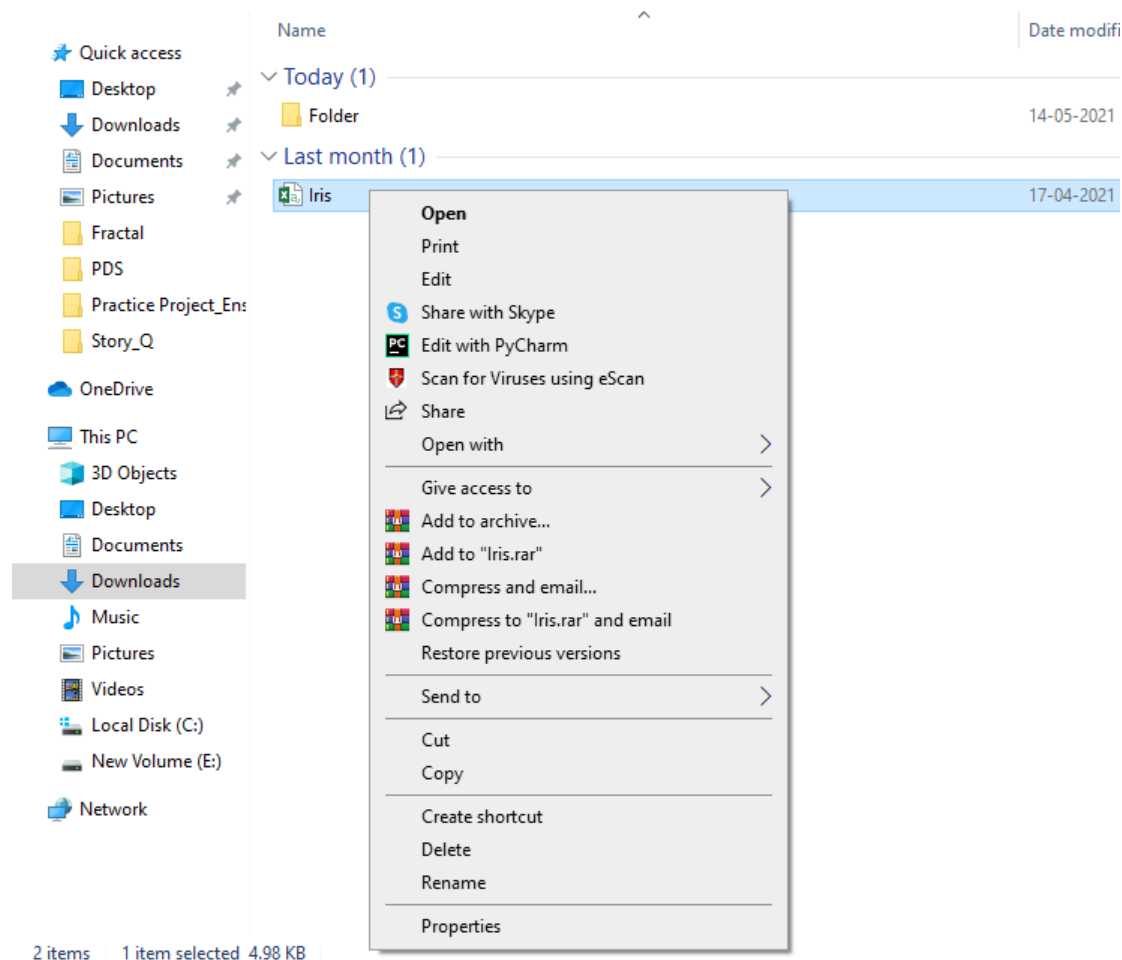 Name
Date modifi
Quick access
Desktop
Downloads
Documents
Pictures
Fractal
PDS
Practice Project_Ens
Story_Q
OneDrive
This PC
3D Objects
Desktop
Documents
Downloads
Music
Pictures
Videos
Local Disk (C:)
New Volume (E:)
Network
Today (1)
Folder
14-05-2021
Last month (1)
Iris
17-04-2021
Open
Print
Edit
S Share with Skype
PC Edit with PyCharm
Scan for Viruses using eScan
Share
Open with
Give access to
Add to archive...
Add to "Iris.rar"
Compress and email...
Compress to "Iris.rar" and email
Restore previous versions
Send to
Cut
Copy
Create shortcut
Delete
Rename
Properties
2 items 1 item selected 4.98 KB